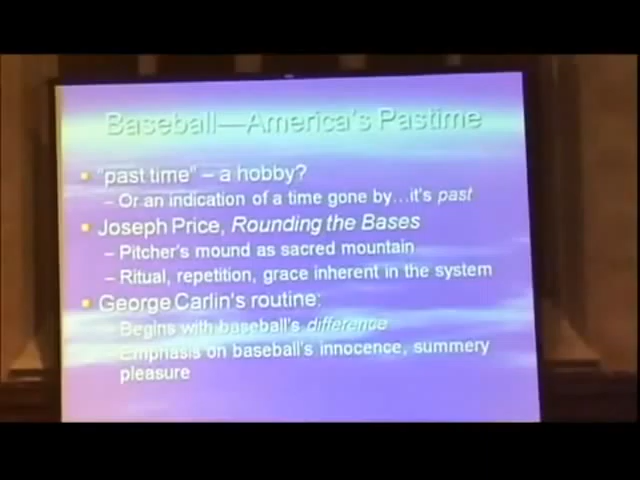 Baseball—America's Pastime
"past time" – a hobby?
– Or an indication of a time gone by…it's past
Joseph Price, Rounding the Bases
– Pitcher's mound as sacred mountain
– Ritual, repetition, grace inherent in the system
George Carlin's routine:
– Begins with baseball's difference
– Emphasis on baseball's innocence, summery
pleasure